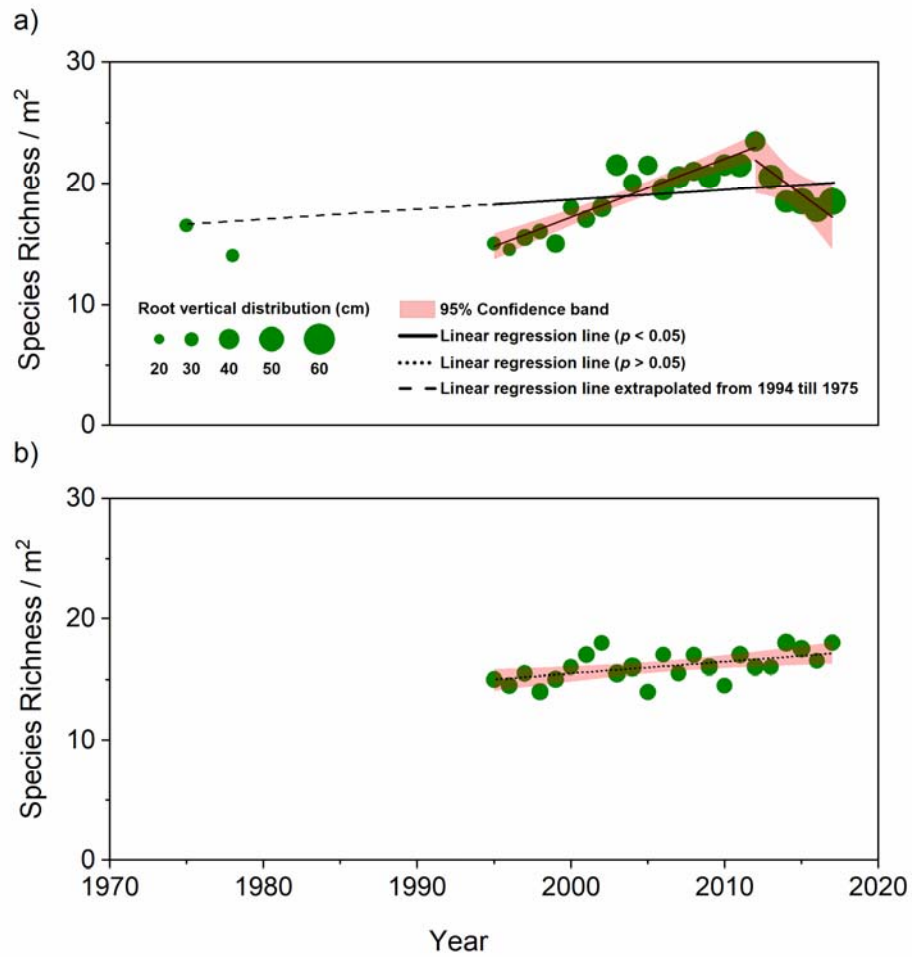 a)
30
20
10
0
Species Richness / m²
Root vertical distribution (cm)
20 30 40 50 60
95% Confidence band
Linear regression line (p < 0.05)
Linear regression line (p > 0.05)
Linear regression line extrapolated from 1994 till 1975
b)
30
20
10
0
Species Richness / m²
1970 1980 1990 2000 2010 2020
Year